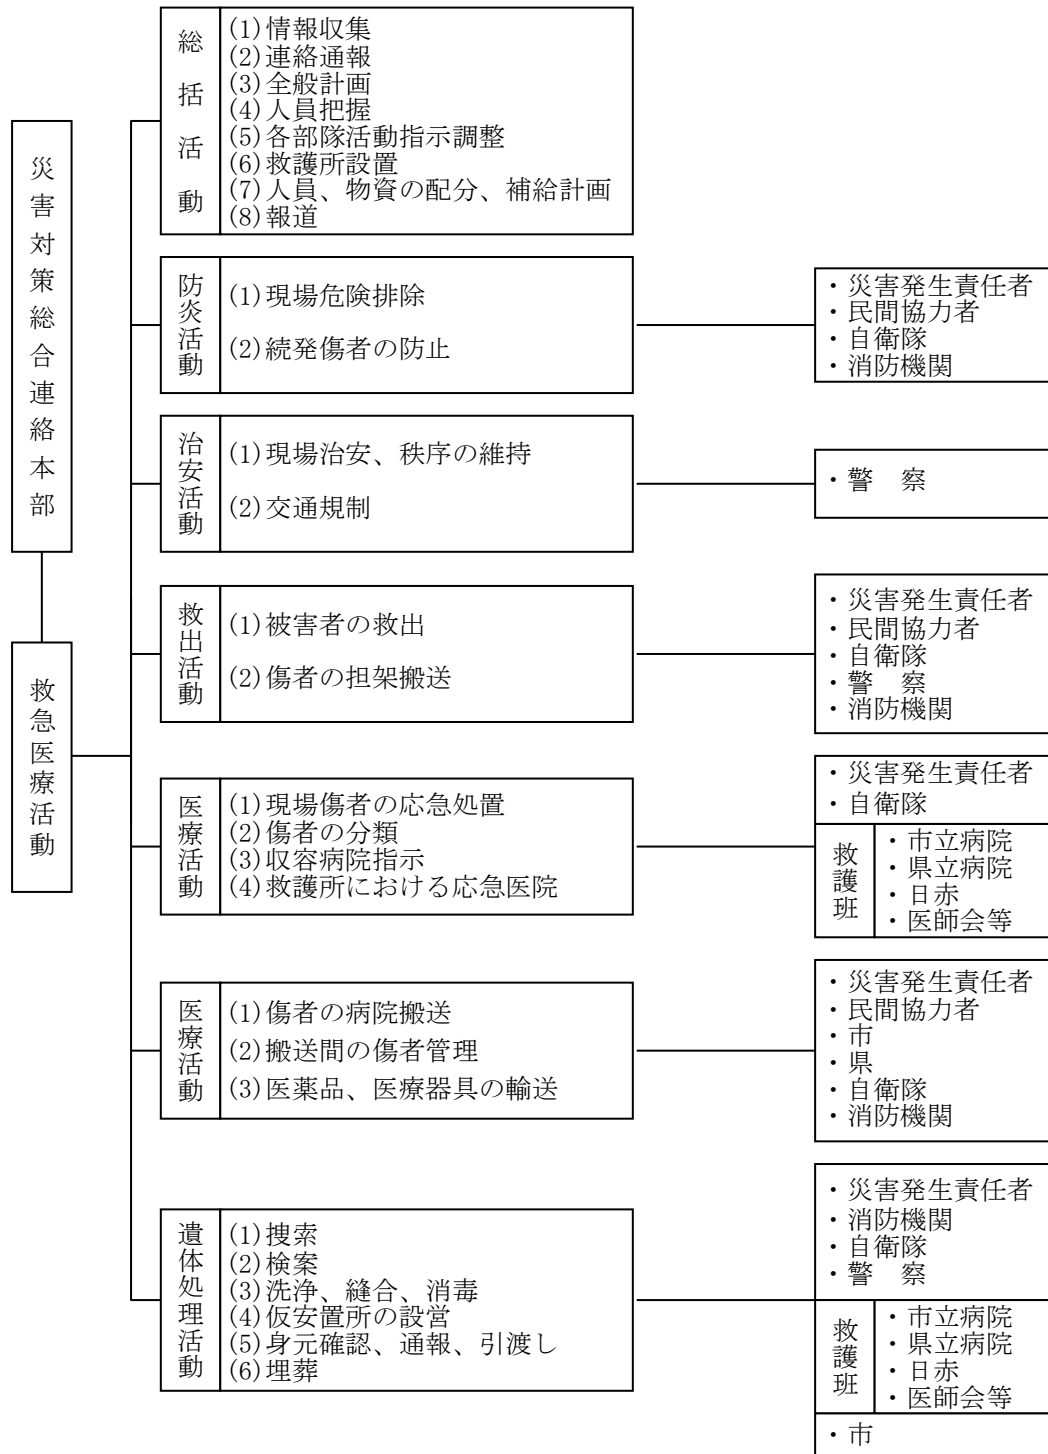 災害対策総合連絡本部
救急医療活動
総括活動
(1)情報収集
(2)連絡通報
(3)全般計画
(4)人員把握
(5)各部隊活動指示調整
(6)救護所設置
(7)人員、物資の配分、補給計画
(8)報道
防炎活動
(1)現場危険排除
(2)続発傷者の防止
・災害発生責任者
・民間協力者
・自衛隊
・消防機関
治安活動
(1)現場治安、秩序の維持
(2)交通規制
・警　察
救出活動
(1)被害者の救出
(2)傷者の担架搬送
・災害発生責任者
・民間協力者
・自衛隊
・警　察
・消防機関
医療活動
(1)現場傷者の応急処置
(2)傷者の分類
(3)収容病院指示
(4)救護所における応急医院
・災害発生責任者
・自衛隊
救護班
・市立病院
・県立病院
・日赤
・医師会等
医療活動
(1)傷者の病院搬送
(2)搬送間の傷者管理
(3)医薬品、医療器具の輸送
・災害発生責任者
・民間協力者
・市
・県
・自衛隊
・消防機関
遺体処理活動
(1)捜索
(2)検案
(3)洗浄、縫合、消毒
(4)仮安置所の設営
(5)身元確認、通報、引渡し
(6)埋葬
・災害発生責任者
・消防機関
・自衛隊
・警　察
救護班
・市立病院
・県立病院
・日赤
・医師会等
・市